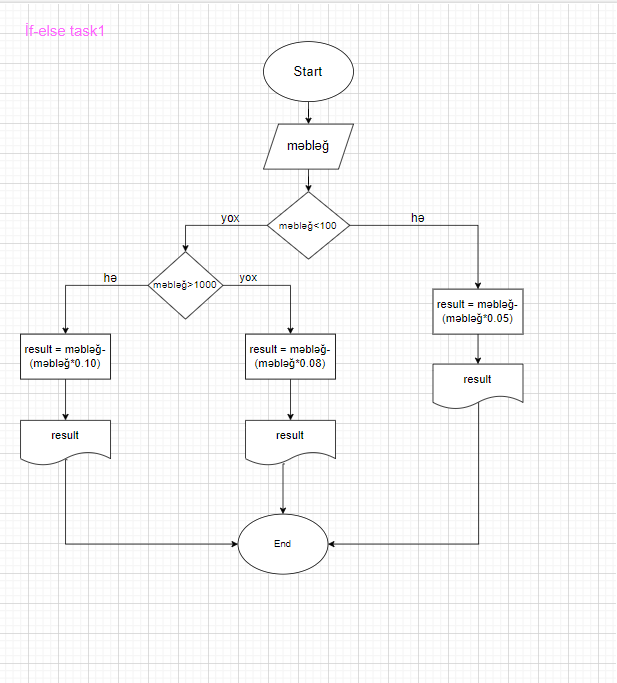 İf-else task1
Start
məbləğ
məbləğ<100
yox
hə
məbləğ>1000
hə
yox
result = məbləğ-
(məbləğ*0.05)
result = məbləğ-
(məbləğ*0.10)
result = məbləğ-
(məbləğ*0.08)
result
result
result
End